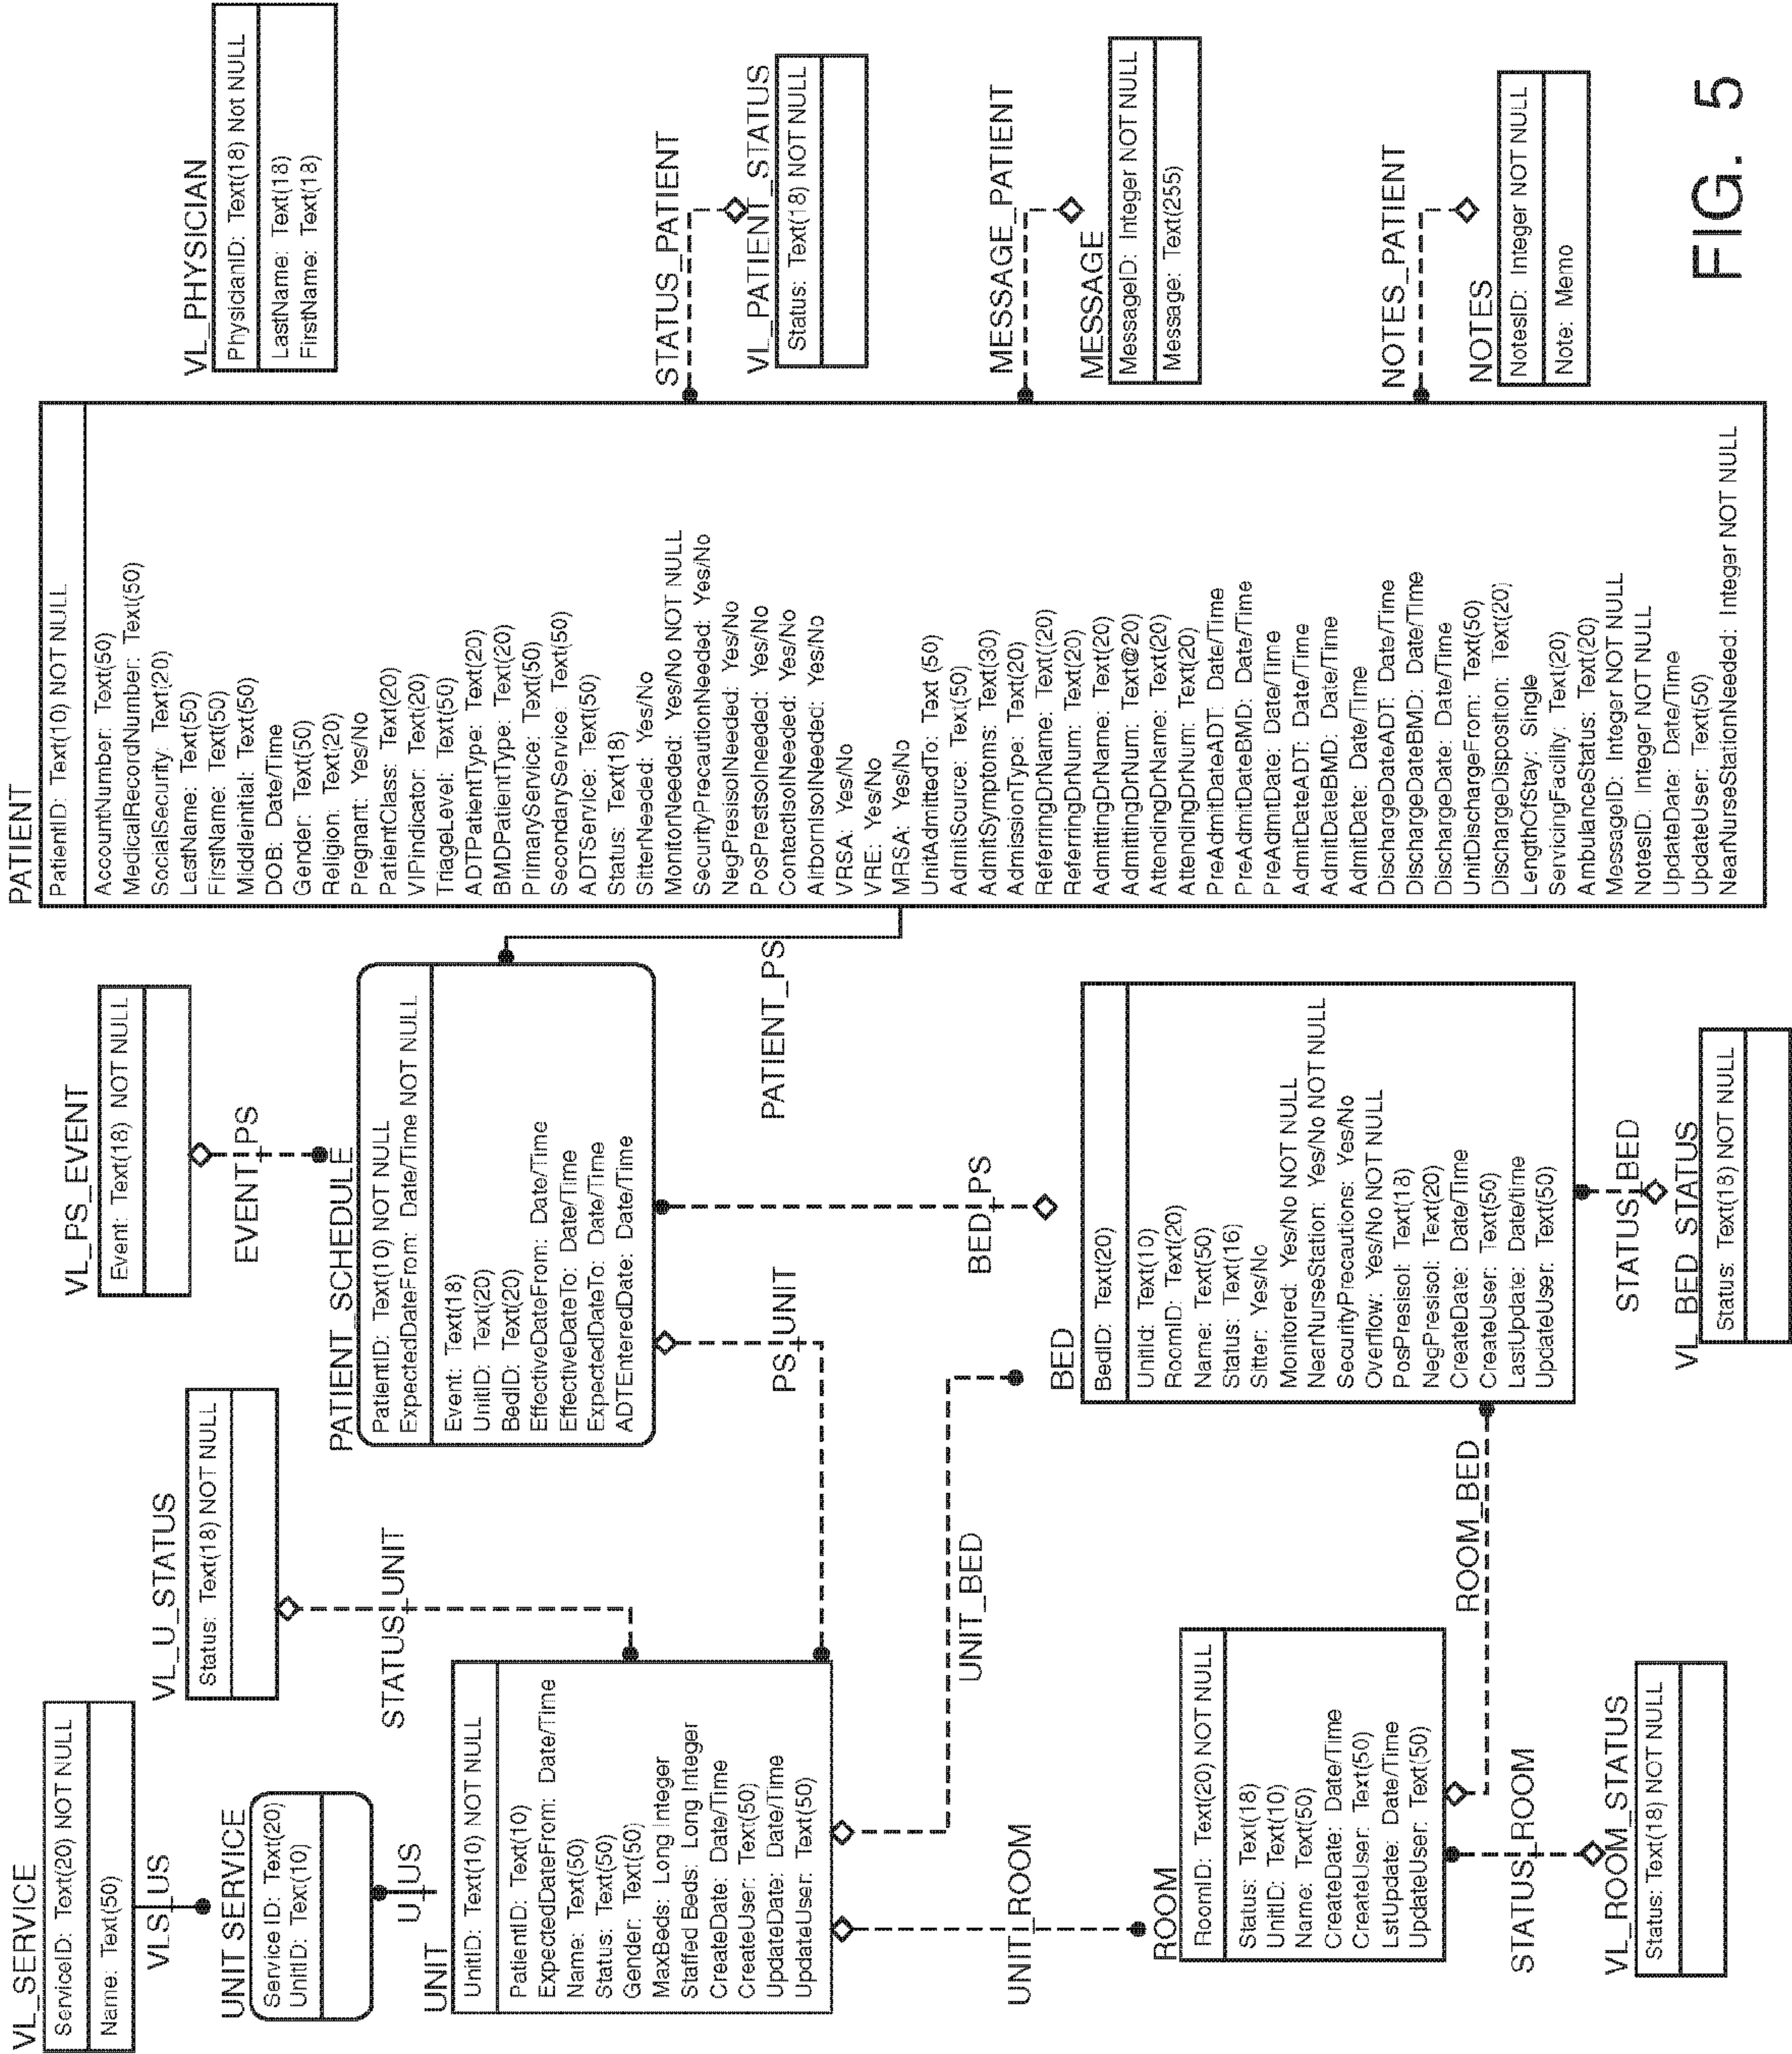 VL_SERVICE
ServiceID: Text(20) NOT NULL
Name: Text(50)
VLS_US
UNIT SERVICE
Service ID: Text(20)
UnitID: Text(10)
U_US
UNIT
UnitID: Text(10) NOT NULL
PatientID: Text(10)
ExpectedDateFrom: Date/Time
Name: Text(50)
Status: Text(50)
Gender: Text(50)
MaxBeds: Long Integer
Staffed Beds: Long Integer
CreateDate: Date/Time
CreateUser: Text(50)
UpdateDate: Date/Time
UpdateUser: Text(50)
UNIT_ROOM
ROOM
RoomID: Text(20) NOT NULL
Status: Text(18)
UnitID: Text(10)
Name: Text(50)
CreateDate: Date/Time
CreateUser: Text(50)
LstUpdate: Date/Time
UpdateUser: Text(50)
STATUS_ROOM
VL_ROOM_STATUS
Status: Text(18) NOT NULL
VL_U_STATUS
Status: Text(18) NOT NULL
STATUS_UNIT
UNIT_BED
ROOM_BED
VL_PS_EVENT
Event: Text(18) NOT NULL
EVENT_PS
PATIENT_SCHEDULE
PatientID: Text(10) NOT NULL
ExpectedDateFrom: Date/Time NOT NULL
Event: Text(18)
UnitID: Text(20)
BedID: Text(20)
EffectiveDateFrom: Date/Time
EffectiveDateTo: Date/Time
ExpectedDateTo: Date/Time
ADTEnteredDate: Date/Time
PS_UNIT
PATIENT_PS
BED_PS
BED
BedID: Text(20)
UnitId: Text(10)
RoomID: Text(20)
Name: Text(50)
Status: Text(16)
Sitter: Yes/No
Monitored: Yes/No NOT NULL
NearNurseStation: Yes/No NOT NULL
SecurityPrecautions: Yes/No
Overflow: Yes/No NOT NULL
PosPresisol: Text(18)
NegPresisol: Text(20)
CreateDate: Date/Time
CreateUser: Text(50)
LastUpdate: Date/time
UpdateUser: Text(50)
STATUS_BED
VL_BED_STATUS
Status: Text(18) NOT NULL
PATIENT
PatientID: Text(10) NOT NULL
AccountNumber: Text(50)
MedicalRecordNumber: Text(50)
SocialSecurity: Text(20)
LastName: Text(50)
FirstName: Text(50)
MiddleInitial: Text(50)
DOB: Date/Time
Gender: Text(50)
Religion: Text(20)
Pregnant: Yes/No
PatientClass: Text(20)
VIPIndicator: Text(20)
TriageLevel: Text(50)
ADTPatientType: Text(20)
BMDPatientType: Text(20)
PrimaryService: Text(50)
SecondaryService: Text(50)
ADTService: Text(50)
Status: Text(18)
SitterNeeded: Yes/No
MonitorNeeded: Yes/No NOT NULL
SecurityPrecautionNeeded: Yes/No
NegPresisolNeeded: Yes/No
PosPrestsolneeded: Yes/No
ContactIsolNeeded: Yes/No
AirbornIsolNeeded: Yes/No
VRSA: Yes/No
VRE: Yes/No
MRSA: Yes/No
UnitAdmittedTo: Text (50)
AdmitSource: Text(50)
AdmitSymptoms: Text(30)
AdmissionType: Text(20)
ReferringDrName: Text((20)
ReferringDrNum: Text(20)
AdmittingDrName: Text(20)
AdmittingDrNum: Text@20)
AttendingDrName: Text(20)
AttendingDrNum: Text(20)
PreAdmitDateADT: Date/Time
PreAdmitDateBMD: Date/Time
PreAdmitDate: Date/Time
AdmitDateADT: Date/Time
AdmitDateBMD: Date/Time
AdmitDate: Date/Time
DischargeDateADT: Date/Time
DischargeDateBMD: Date/Time
DischargeDate: Date/Time
UnitDischargeFrom: Text(50)
DischargeDisposition: Text(20)
LengthOfStay: Single
ServicingFacility: Text(20)
AmbulanceStatus: Text(20)
MessageID: Integer NOT NULL
NotesID: Integer NOT NULL
UpdateDate: Date/Time
UpdateUser: Text(50)
NearNurseStationNeeded: Integer NOT NULL
VL_PHYSICIAN
PhysicianID: Text(18) Not NULL
LastName: Text(18)
FirstName: Text(18)
STATUS_PATIENT
VL_PATIENT_STATUS
Status: Text(18) NOT NULL
MESSAGE_PATIENT
MESSAGE
MessageID: Integer NOT NULL
Message: Text(255)
NOTES_PATIENT
NOTES
NotesID: Integer NOT NULL
Note: Memo
FIG. 5